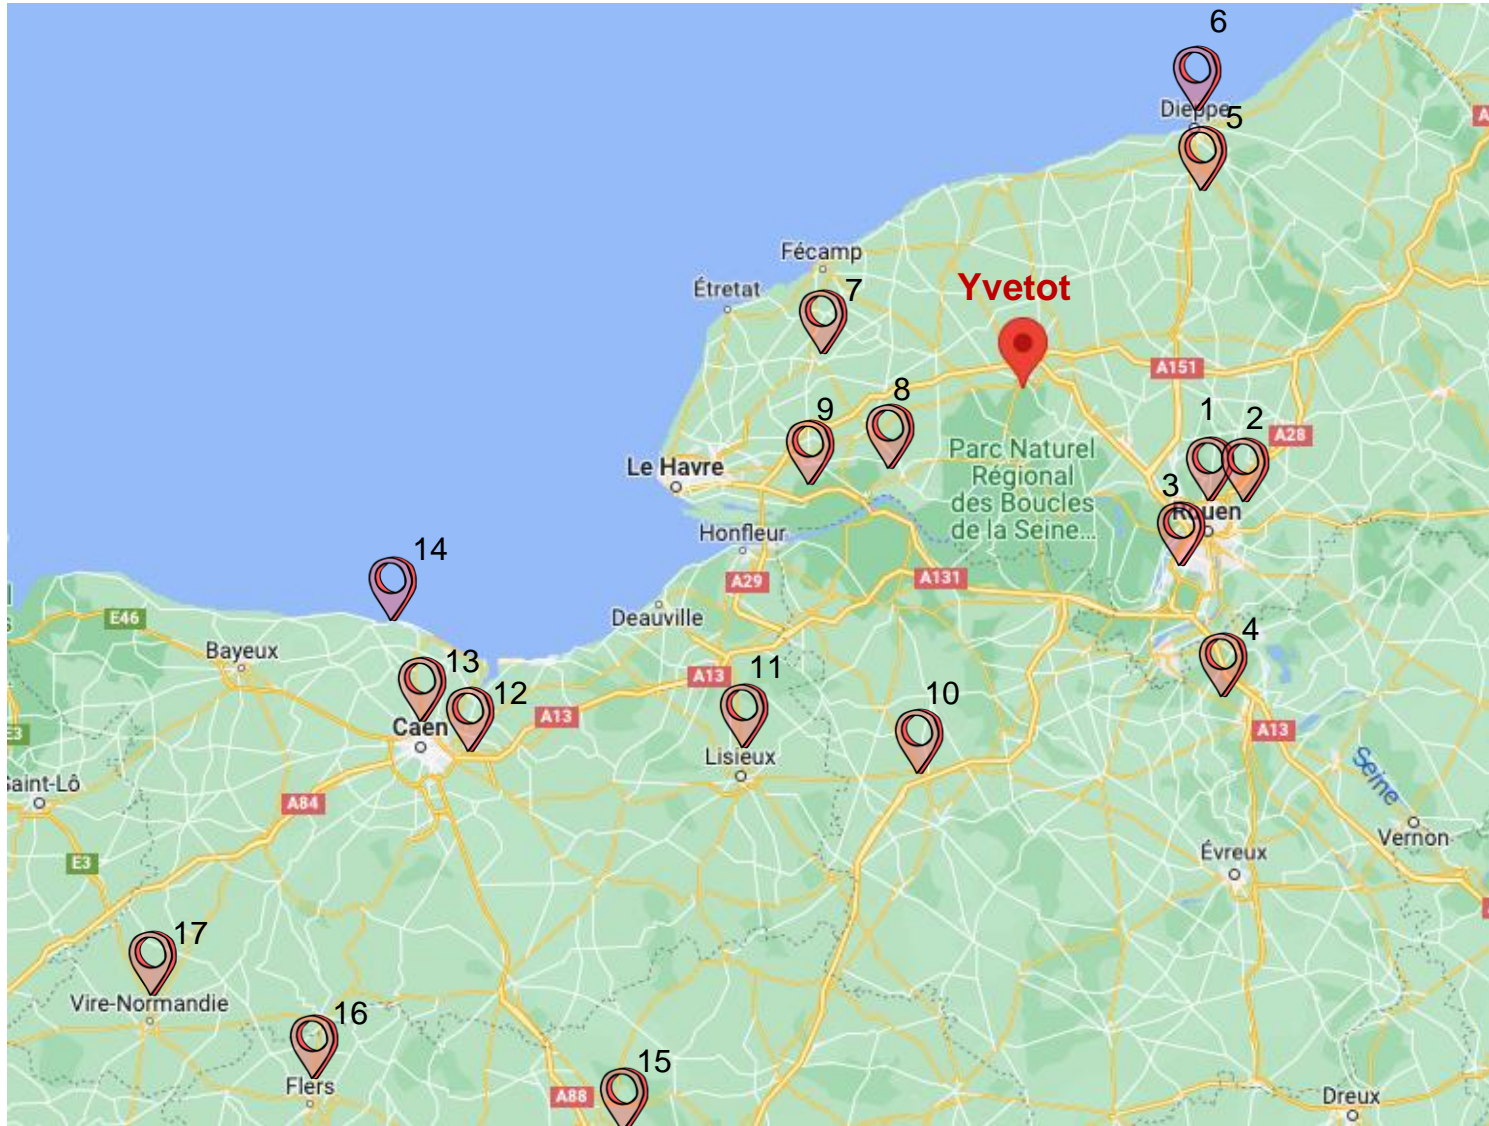 6
Dieppe
5
Fécamp
Étretat
7
Yvetot
A151
8
9
1
2
A28
Parc Naturel
Régional
des Boucles
de la Seine...
Le Havre
3
Rouen
Honfleur
14
A29
A131
E46
Deauville
Bayeux
4
13
A13
11
12
A13
10
Caen
A13
Lisieux
Seine
Saint-Lô
A84
Vernon
E3
Évreux
17
Vire-Normandie
16
Flers
15
A88
Dreux